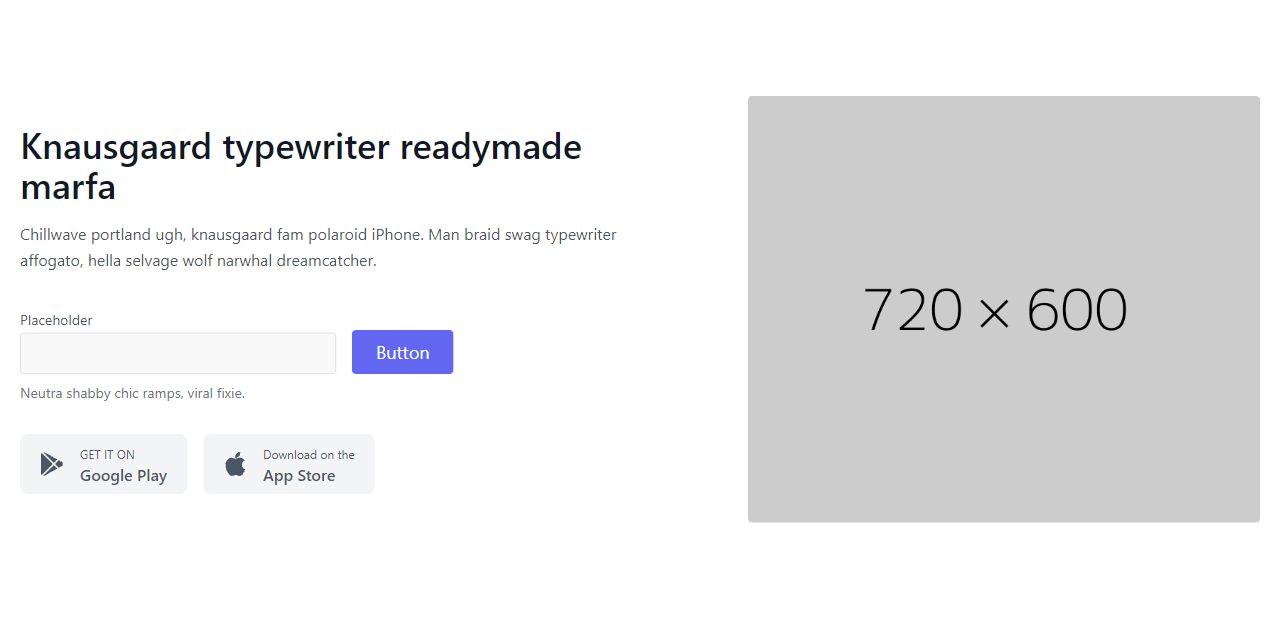 Knausgaard typewriter readymade
marfa
Chillwave portland ugh, knausgaard fam polaroid iPhone. Man braid swag typewriter
affogato, hella selvage wolf narwhal dreamcatcher.
Placeholder
Button
Neutra shabby chic ramps, viral fixie.
GET IT ON
Google Play
Download on the
App Store
720 × 600